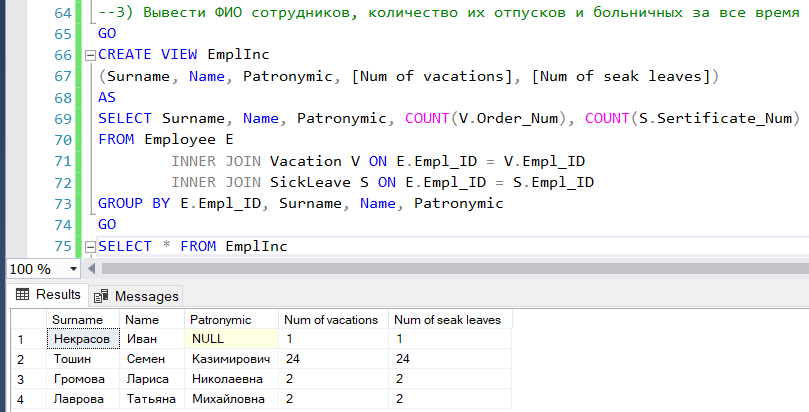 64 --3) Вывести ФИО сотрудников, количество их отпусков и больничных за все время
65 GO
66 CREATE VIEW EmplInc
67 (Surname, Name, Patronymic, [Num of vacations], [Num of seak leaves])
68 AS
69 SELECT Surname, Name, Patronymic, COUNT(V.Order_Num), COUNT(S.Sertificate_Num)
70 FROM Employee E
71 INNER JOIN Vacation V ON E.Empl_ID = V.Empl_ID
72 INNER JOIN SickLeave S ON E.Empl_ID = S.Empl_ID
73 GROUP BY E.Empl_ID, Surname, Name, Patronymic
74 GO
75 SELECT * FROM EmplInc
100 %
Results Messages
Surname Name Patronymic Num of vacations Num of seak leaves
1 Некрасов Иван NULL 1 1
2 Тошин Семен Казимирович 24 24
3 Громова Лариса Николаевна 2 2
4 Лаврова Татьяна Михайловна 2 2